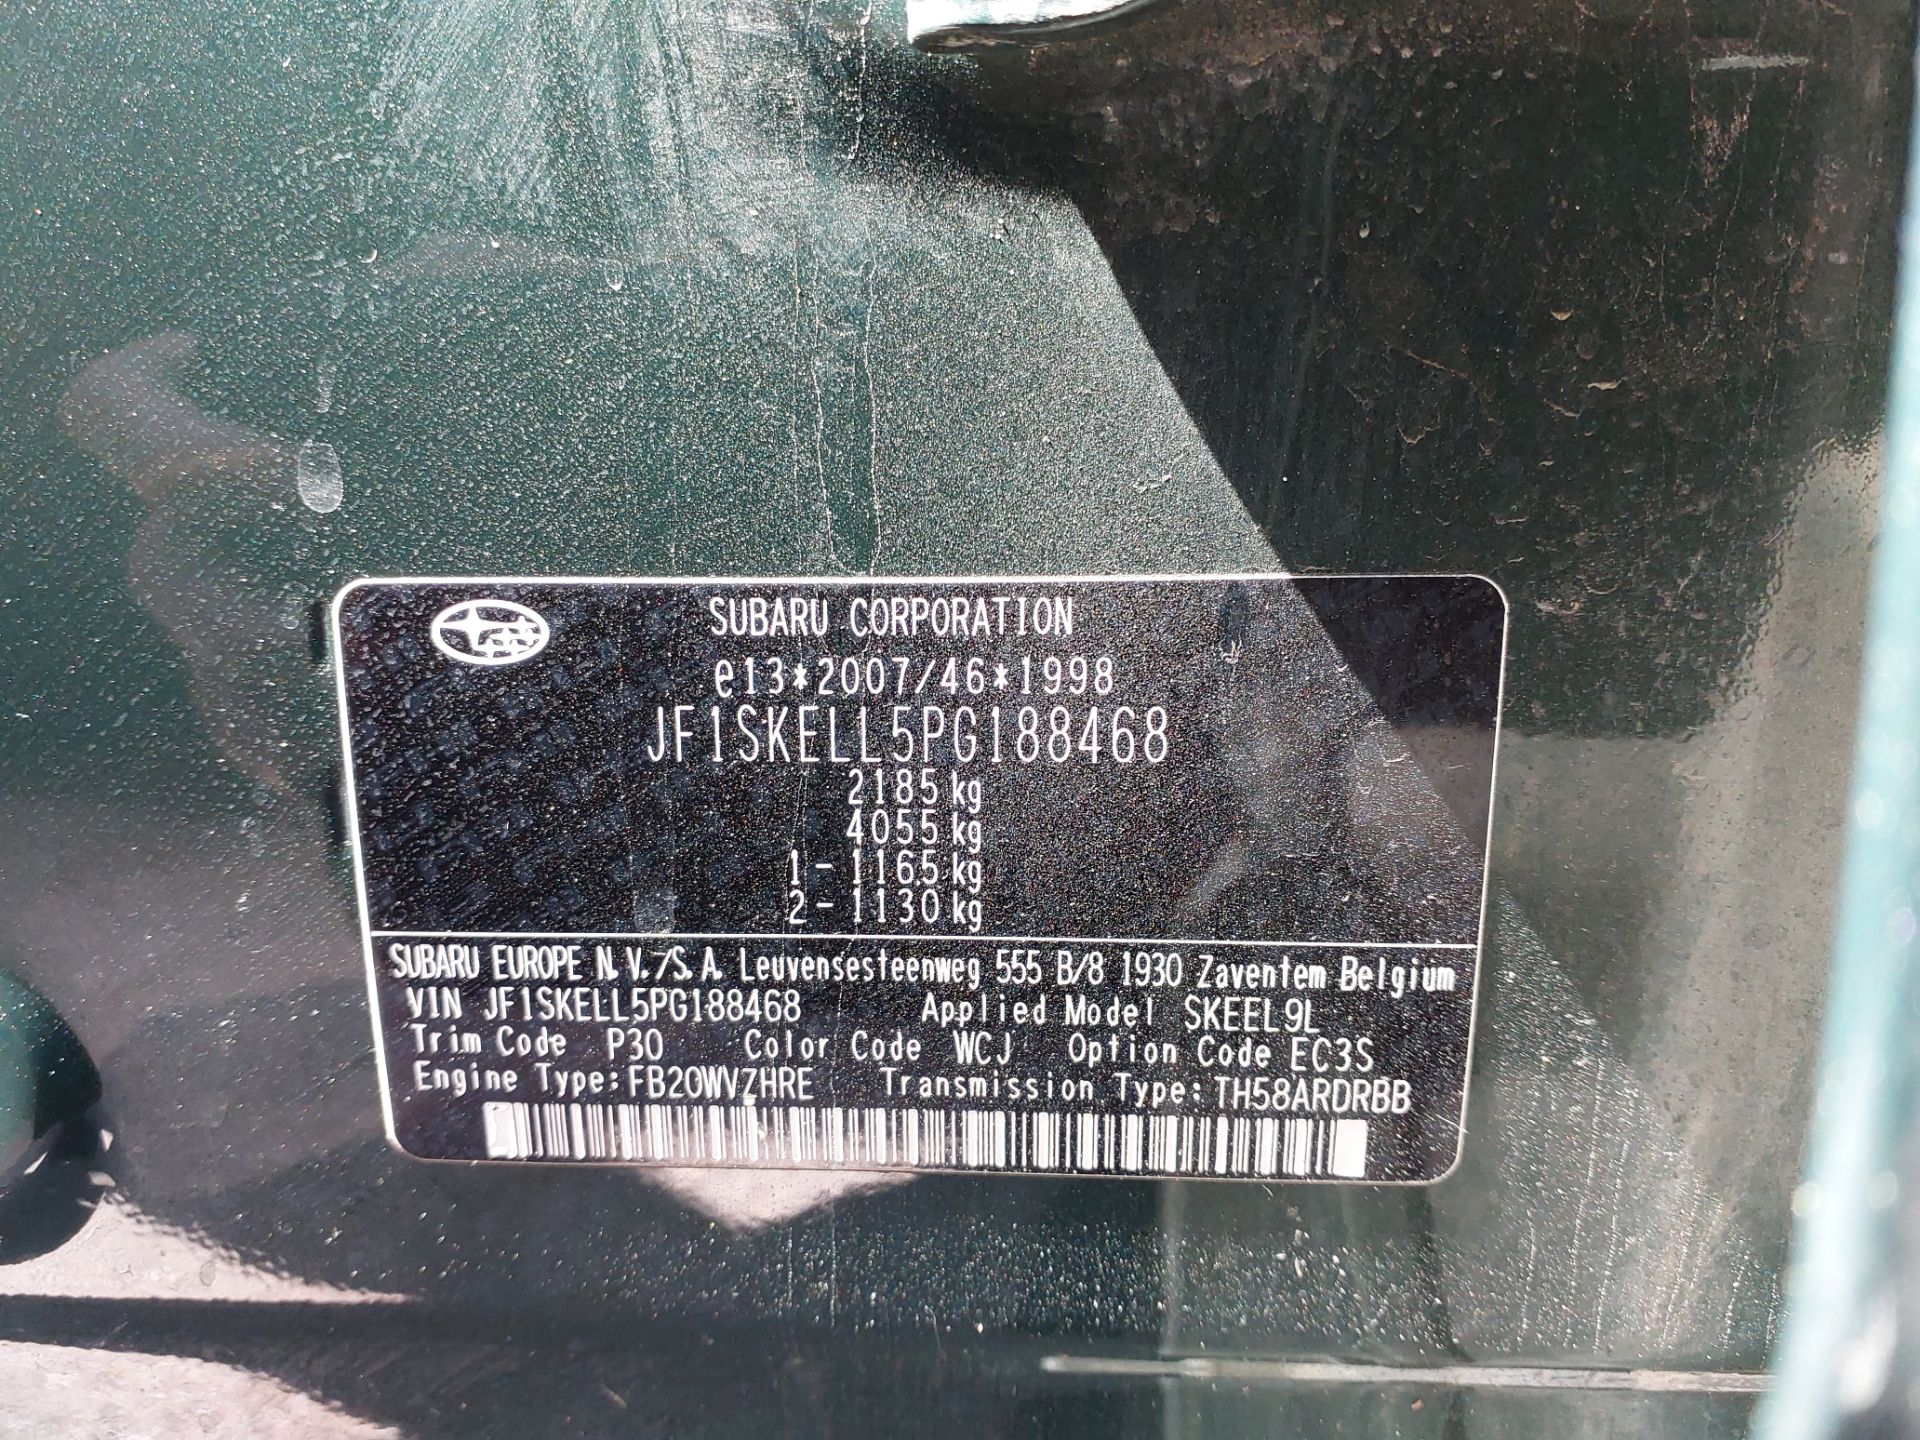 SUBARU CORPORATION
e13*2007/46*1998
JF1SKELL5PG188468
2185 kg
4055 kg
1 - 1165 kg
2 - 1130 kg
SUBARU EUROPE N.V./S.A. Leuvensesteenweg 555 B/8 1930 Zaventem Belgium
VIN JF1SKELL5PG188468 Applied Model SKEEL9L
Trim Code P30 Color Code WCJ Option Code EC3S
Engine Type: FB20WVZHRE Transmission Type: TH58ARDRBB